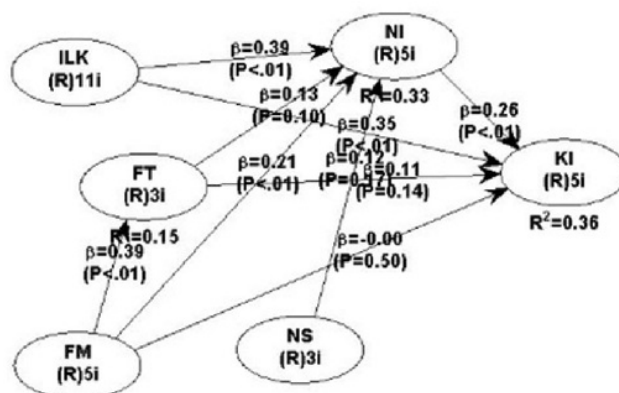 NI
(R)5i
ILK
(R)11i
β=0.39
(P<.01)
β=0.13
(P=0.10)
R²=0.33
β=0.26
(P<.01)
β=0.35
(P<.01)
KI
(R)5i
R²=0.36
FT
(R)3i
β=0.21
(P<.01)
β=0.12
β=0.11
(P=0.14)
R²=0.15
β=0.39
(P<.01)
β=-0.00
(P=0.50)
FM
(R)5i
NS
(R)3i